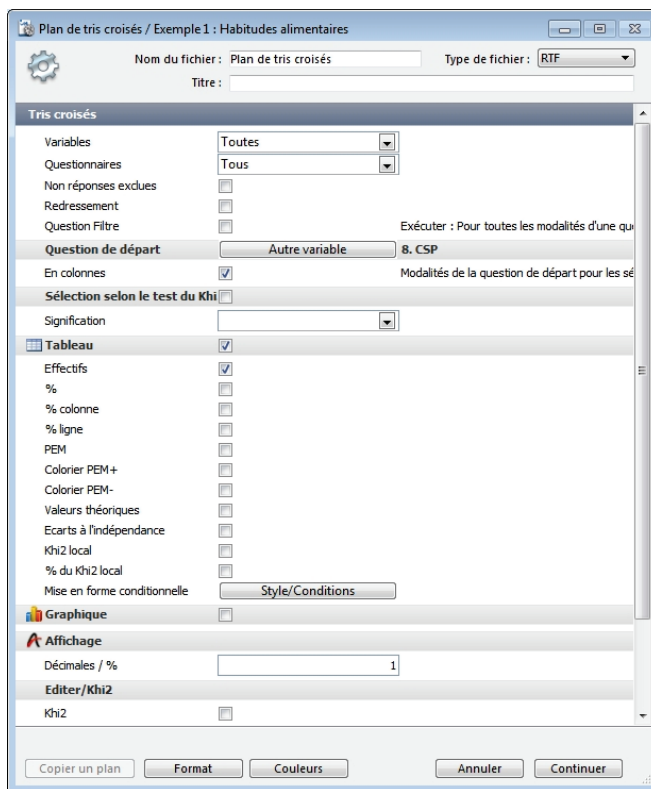 Plan de tris croisés / Exemple 1 : Habitudes alimentaires
Nom du fichier : Plan de tris croisés Type de fichier : RTF
Titre :
Tris croisés
Variables Toutes
Questionnaires Tous
Non réponses exclues
Redressement
Question Filtre Exécuter : Pour toutes les modalités d'une qu
Question de départ Autre variable 8. CSP
En colonnes Modalités de la question de départ pour les sé
Sélection selon le test du Khi
Signification
Tableau
Effectifs
%
% colonne
% ligne
PEM
Colorier PEM+
Colorier PEM-
Valeurs théoriques
Ecarts à l'indépendance
Khi2 local
% du Khi2 local
Mise en forme conditionnelle Style/Conditions
Graphique
Affichage
Décimales / % 1
Editer/Khi2
Khi2
Copier un plan Format Couleurs Annuler Continuer